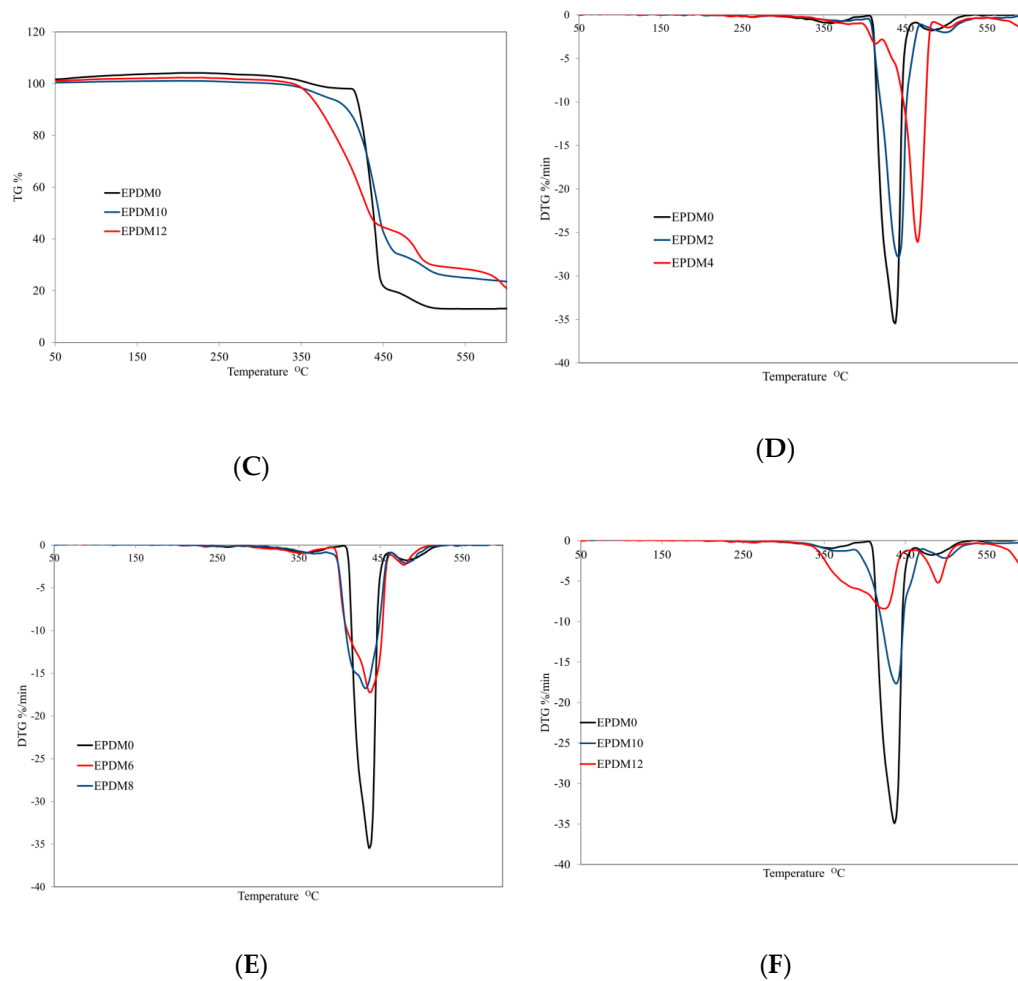 120
100
80
60
40
20
0
TG %
EPDM0
EPDM10
EPDM12
50 150 250 350 450 550
Temperature ᴼC
(C)
0
-5
-10
-15
-20
-25
-30
-35
-40
50 150 250 350 450 550
DTG %/min
EPDM0
EPDM2
EPDM4
Temperature ᴼC
(D)
0
-5
-10
-15
-20
-25
-30
-35
-40
50 150 250 350 450 550
DTG %/min
EPDM0
EPDM6
EPDM8
Temperature ᴼC
(E)
0
-5
-10
-15
-20
-25
-30
-35
-40
50 150 250 350 450 550
DTG %/min
EPDM0
EPDM10
EPDM12
Temperature ᴼC
(F)